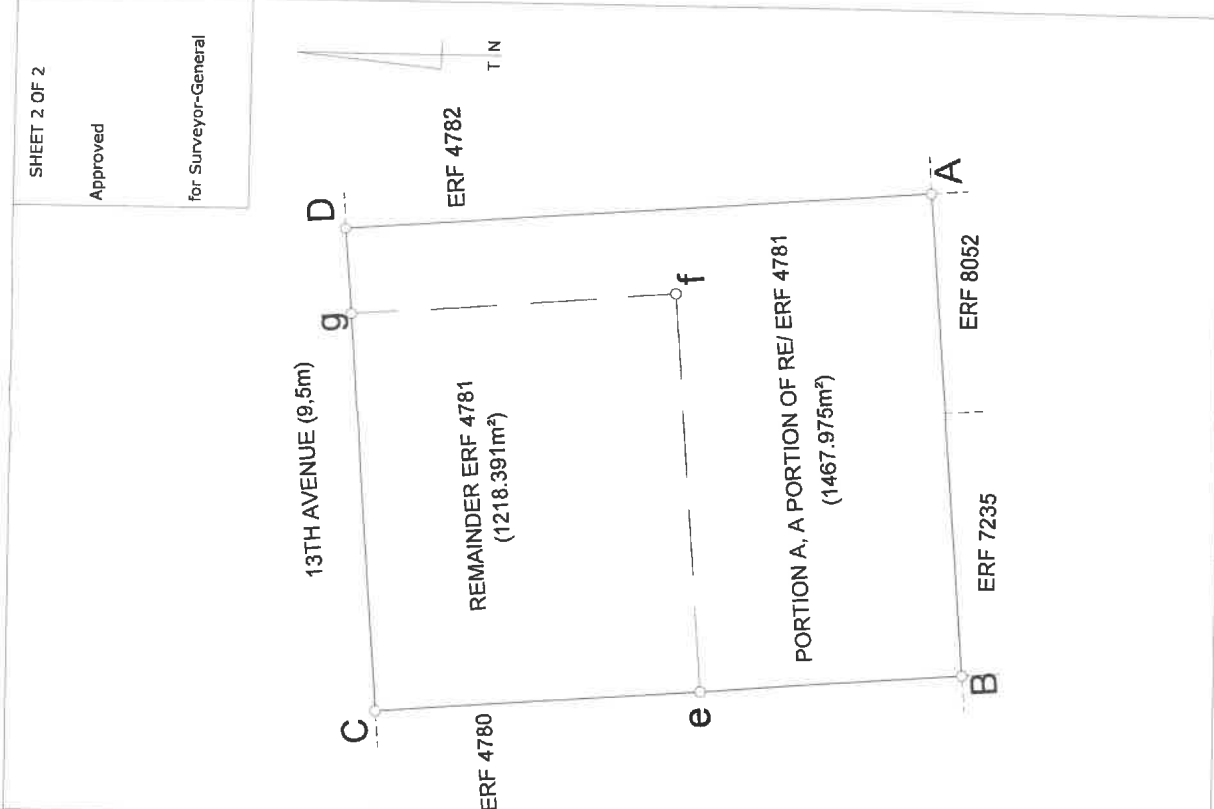 SHEET 2 OF 2
Approved
for Surveyor-General
T N
13TH AVENUE (9,5m)
C
g
D
ERF 4780
ERF 4782
REMAINDER ERF 4781
(1218.391m²)
e
f
PORTION A, A PORTION OF RE/ ERF 4781
(1467.975m²)
B
A
ERF 7235
ERF 8052